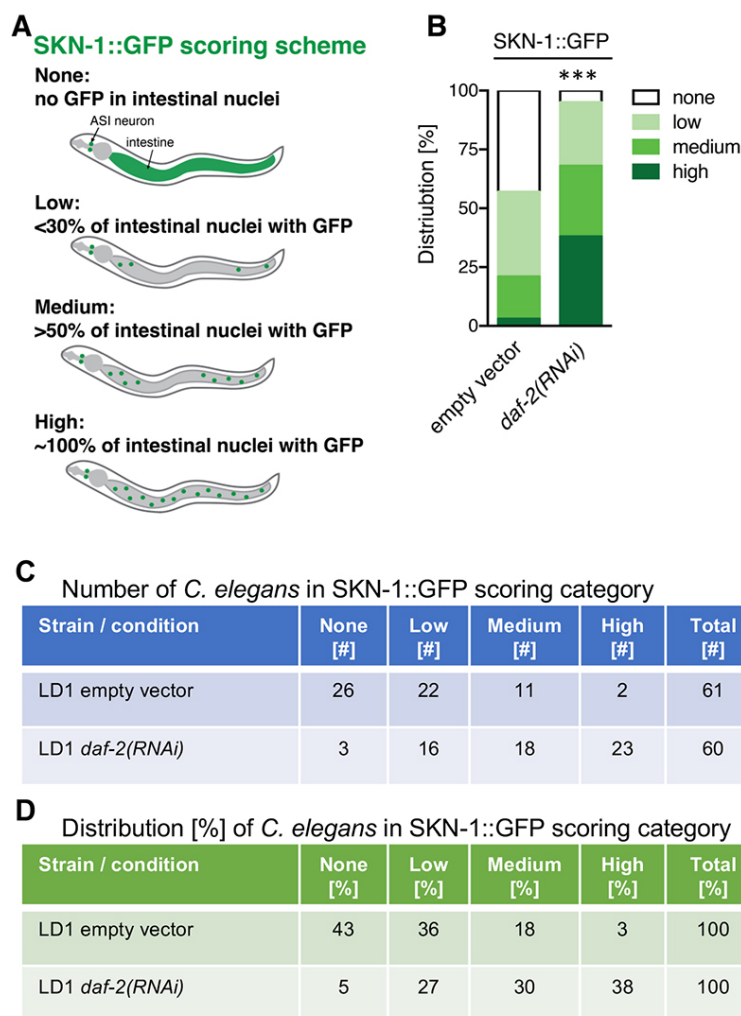 A
SKN-1::GFP scoring scheme
None:
no GFP in intestinal nuclei
ASI neuron
intestine
Low:
<30% of intestinal nuclei with GFP
Medium:
>50% of intestinal nuclei with GFP
High:
~100% of intestinal nuclei with GFP
B
SKN-1::GFP
***
Distriubtion [%]
100
75
50
25
0
empty vector
daf-2(RNAi)
none
low
medium
high
C
Number of C. elegans in SKN-1::GFP scoring category
Strain / condition None [#] Low [#] Medium [#] High [#] Total [#]
LD1 empty vector 26 22 11 2 61
LD1 daf-2(RNAi) 3 16 18 23 60
D
Distribution [%] of C. elegans in SKN-1::GFP scoring category
Strain / condition None [%] Low [%] Medium [%] High [%] Total [%]
LD1 empty vector 43 36 18 3 100
LD1 daf-2(RNAi) 5 27 30 38 100